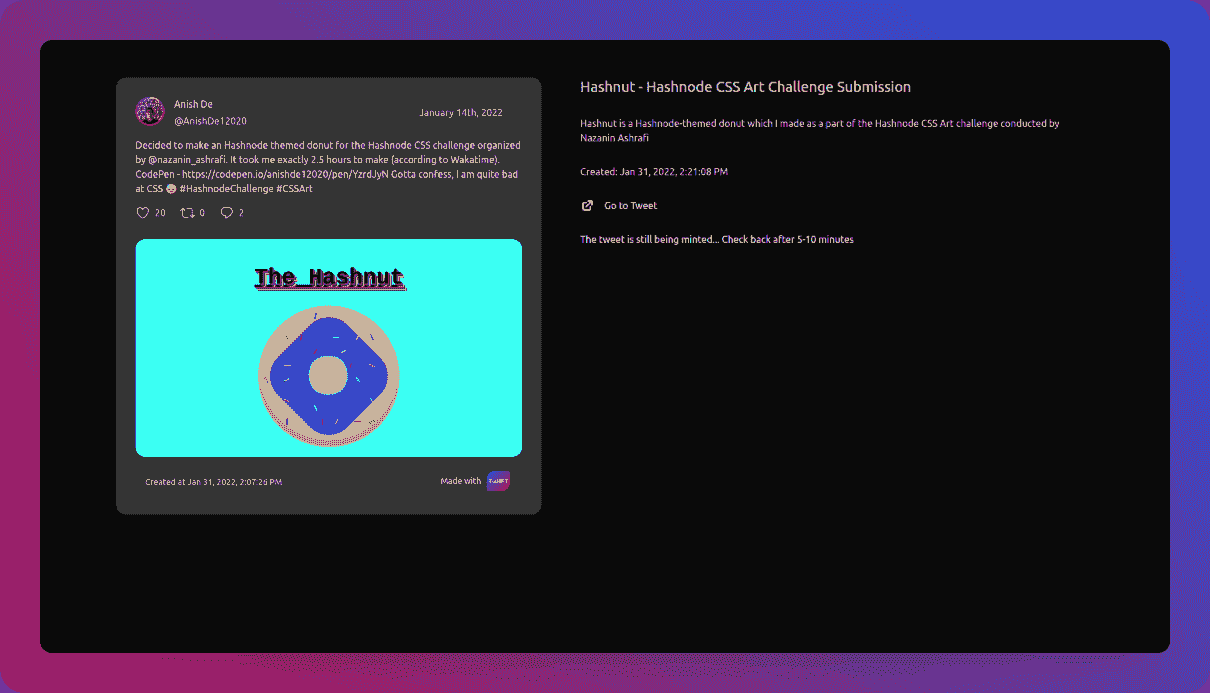 Anish De
@AnishDe12020
January 14th, 2022
Decided to make an Hashnode themed donut for the Hashnode CSS challenge organized
by @nazanin_ashrafi. It took me exactly 2.5 hours to make (according to Wakatime).
CodePen - https://codepen.io/anishde12020/pen/YzrdJyN Gotta confess, I am quite bad
at CSS 😅 #HashnodeChallenge #CSSArt
20 0 2
The Hashnut
Created at Jan 31, 2022, 2:07:26 PM
Made with
TwNFT
Hashnut - Hashnode CSS Art Challenge Submission
Hashnut is a Hashnode-themed donut which I made as a part of the Hashnode CSS Art challenge conducted by
Nazanin Ashrafi
Created: Jan 31, 2022, 2:21:08 PM
Go to Tweet
The tweet is still being minted... Check back after 5-10 minutes